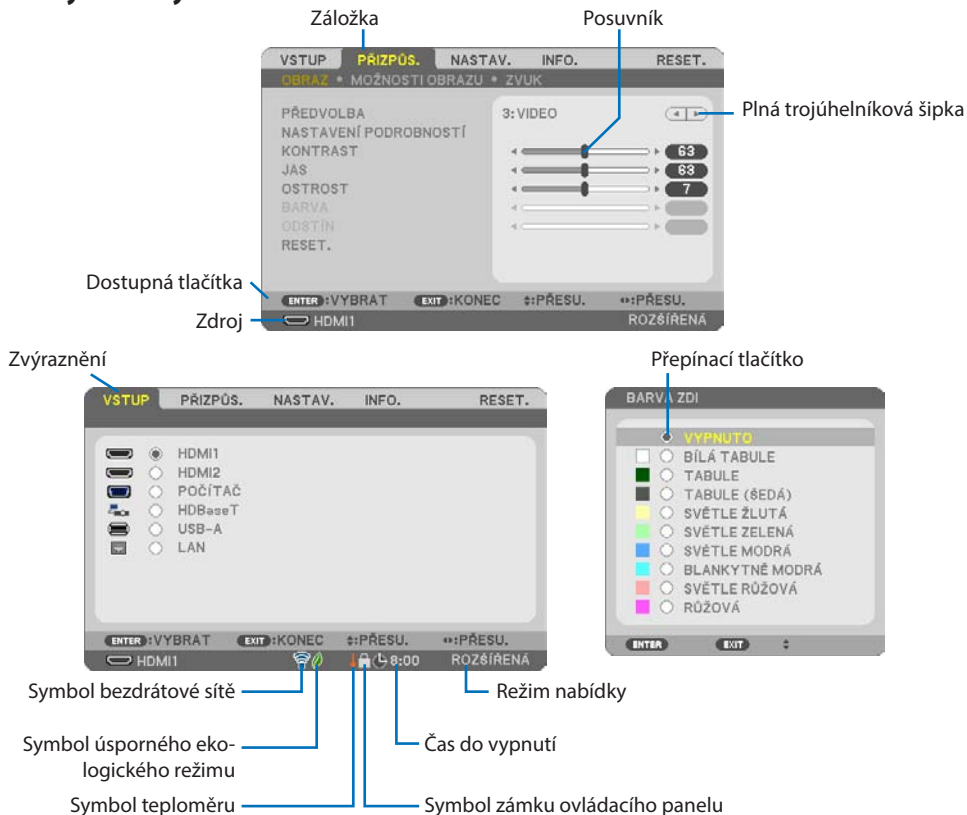 Záložka
Posuvník
VSTUP PŘIZPŮS. NASTAV. INFO. RESET.
OBRAZ • MOŽNOSTI OBRAZU • ZVUK
PŘEDVOLBA 3:VIDEO
Plná trojúhelníková šipka
NASTAVENÍ PODROBNOSTÍ
KONTRAST 63
JAS 63
OSTROST 7
BARVA
ODSTÍN
RESET.
Dostupná tlačítka
ENTER:VYBRAT EXIT:KONEC :PŘESU. :PŘESU.
Zdroj
HDMI1 ROZŠÍŘENÁ
Zvýraznění
VSTUP PŘIZPŮS. NASTAV. INFO. RESET.
HDMI1
HDMI2
POČÍTAČ
HDBaseT
USB-A
LAN
ENTER:VYBRAT EXIT:KONEC :PŘESU. :PŘESU.
HDMI1 8:00 ROZŠÍŘENÁ
Přepínací tlačítko
BARVA ZDI
VYPNUTO
BÍLÁ TABULE
TABULE
TABULE (ŠEDÁ)
SVĚTLE ŽLUTÁ
SVĚTLE ZELENÁ
SVĚTLE MODRÁ
BLANKYTNĚ MODRÁ
SVĚTLE RŮŽOVÁ
RŮŽOVÁ
ENTER EXIT
Symbol bezdrátové sítě
Režim nabídky
Symbol úsporného eko-
logického režimu
Čas do vypnutí
Symbol teploměru
Symbol zámku ovládacího panelu